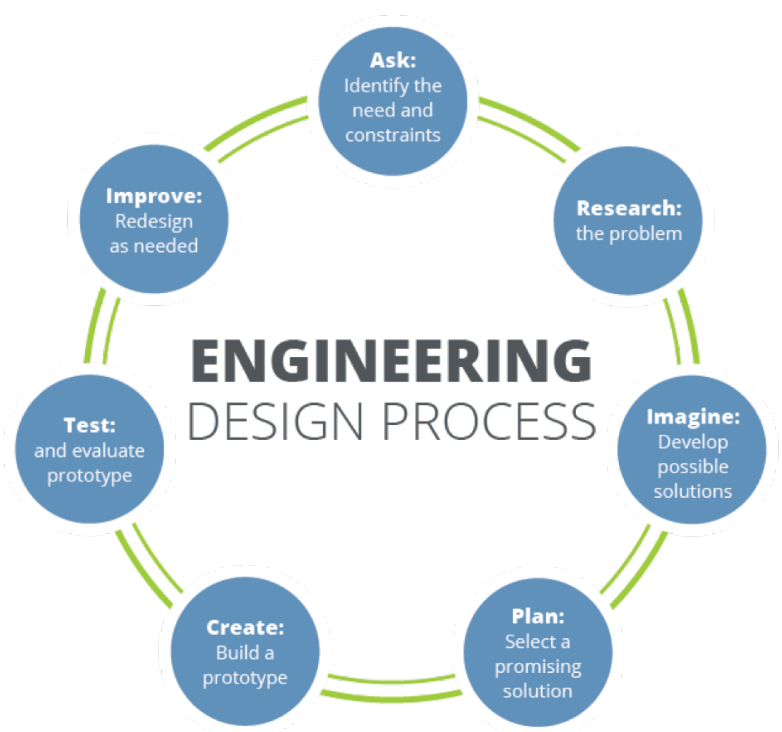 Ask:
Identify the
need and
constraints
Research:
the problem
Imagine:
Develop
possible
solutions
Plan:
Select a
promising
solution
Create:
Build a
prototype
Test:
and evaluate
prototype
Improve:
Redesign
as needed
ENGINEERING
DESIGN PROCESS